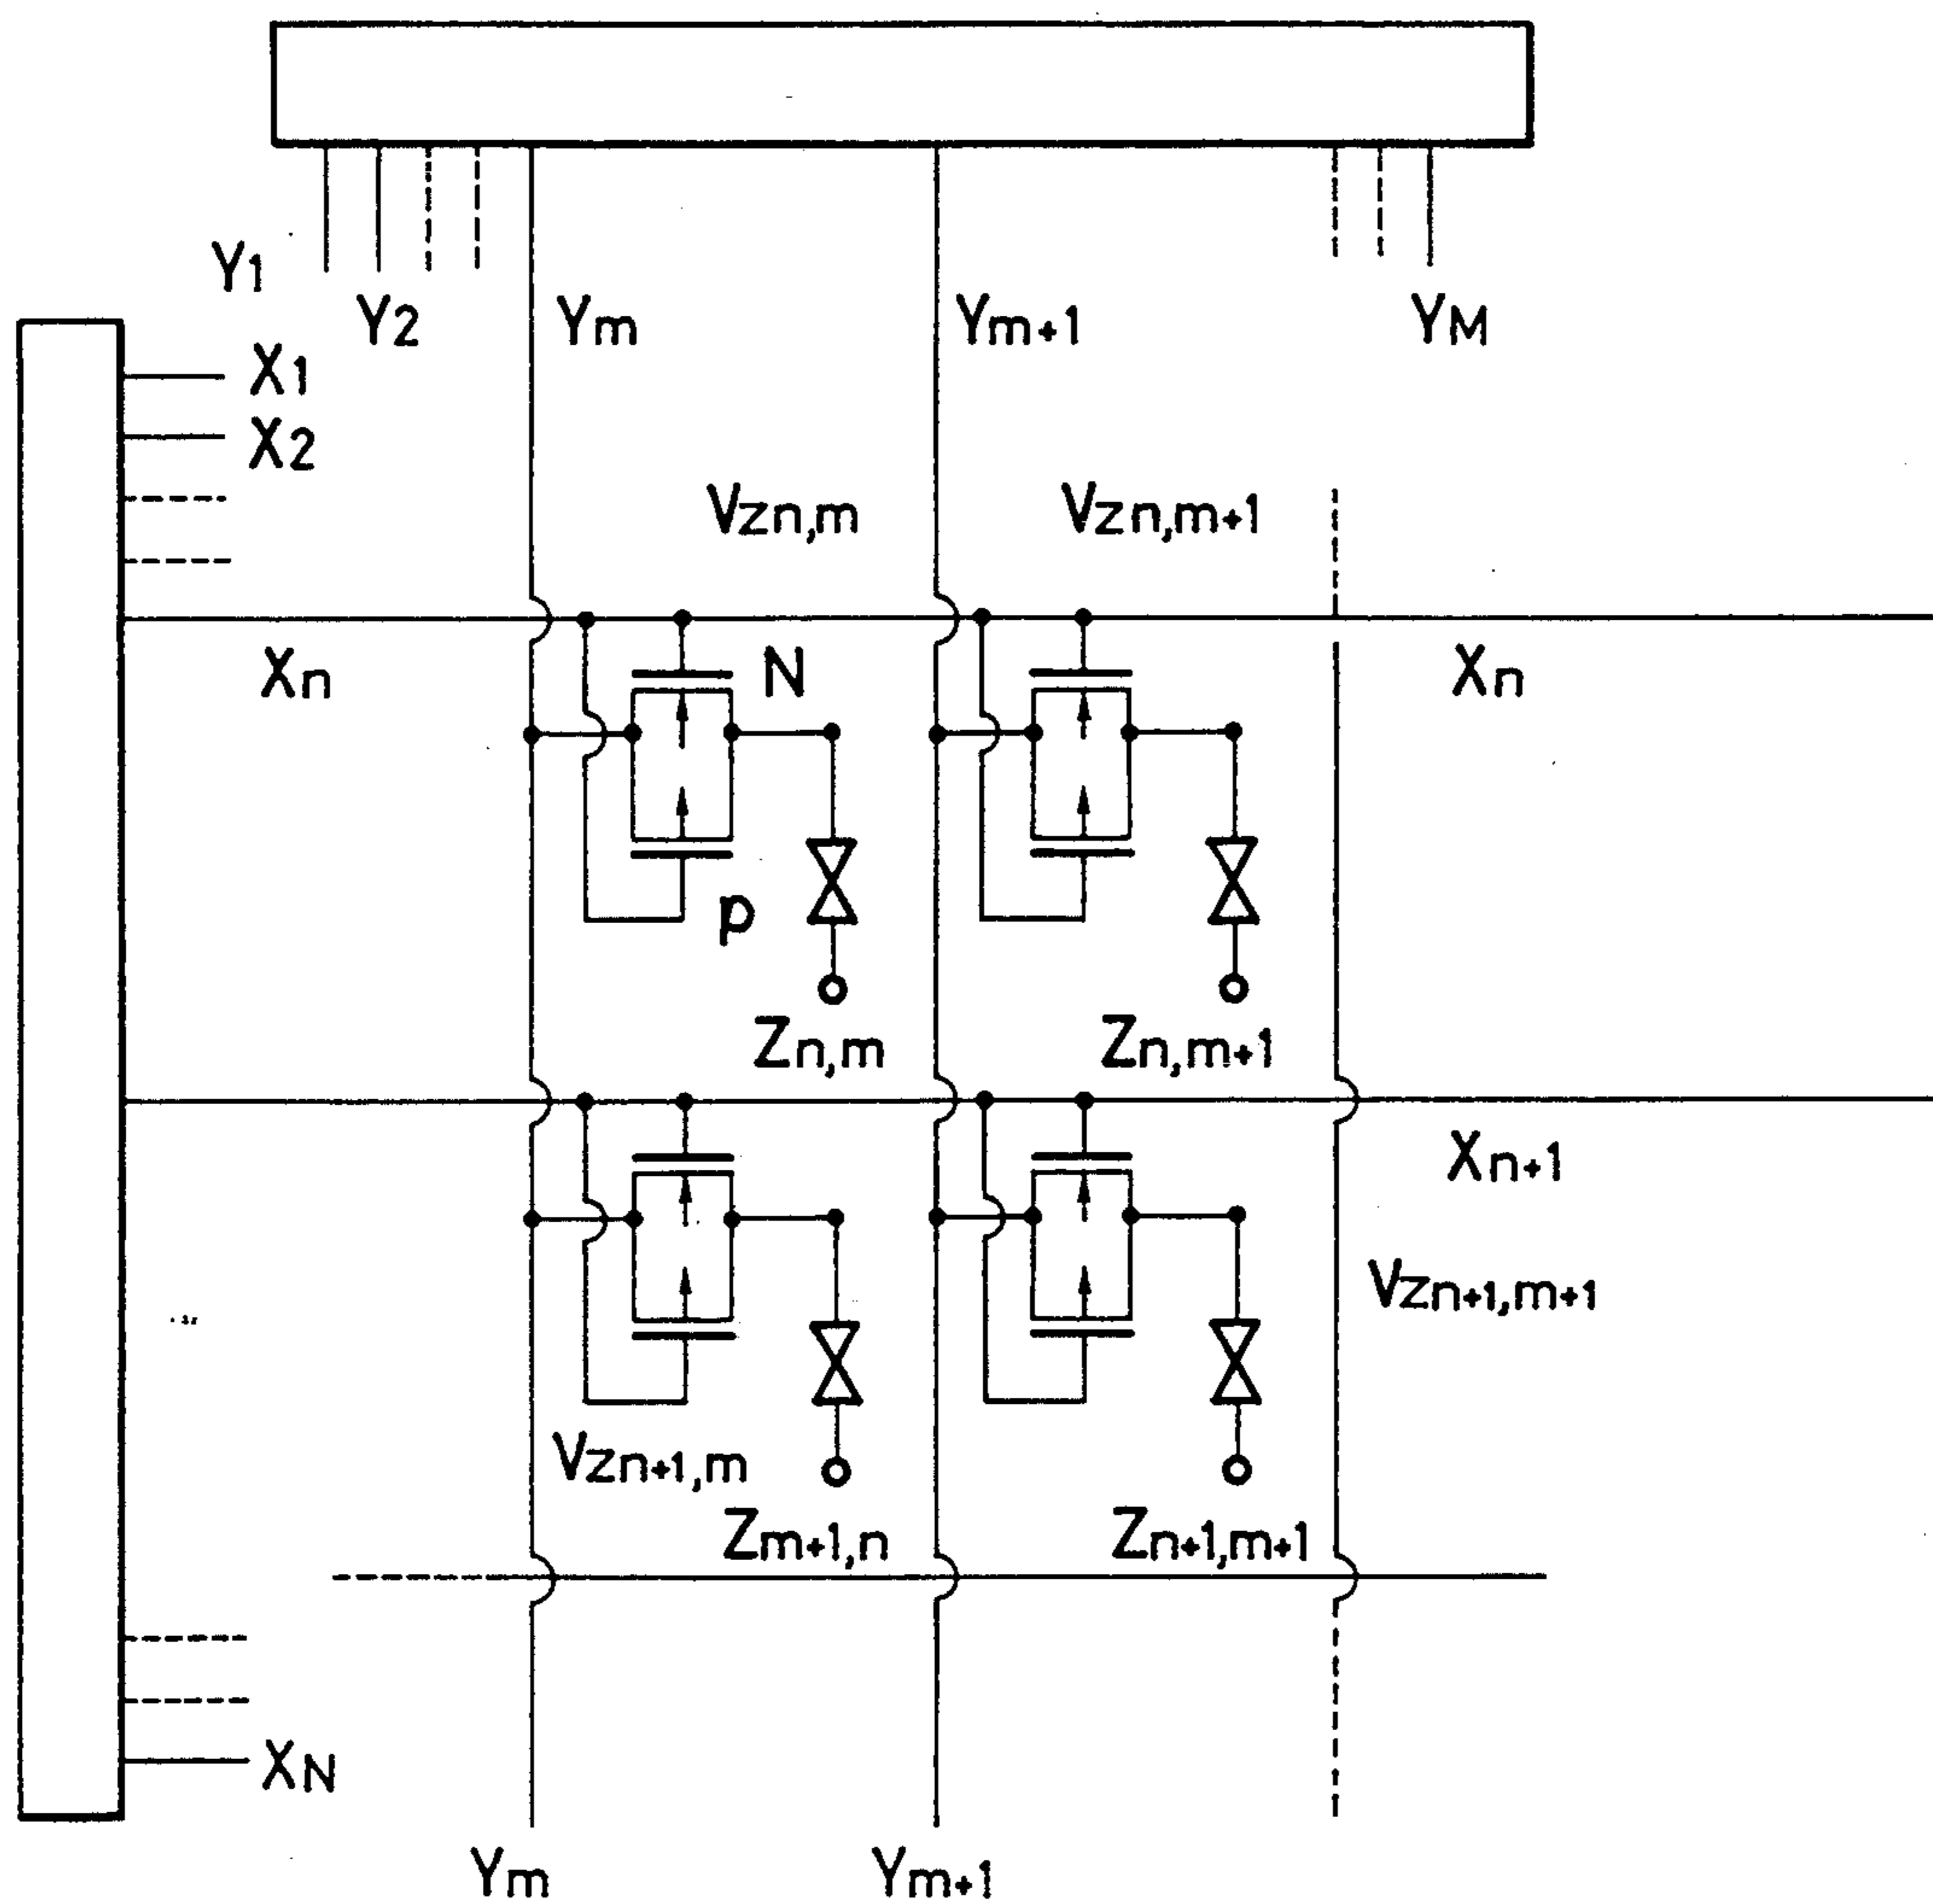 Y1
Y2 Ym Ym+1 YM
X1
X2
Vzn,m Vzn,m+1
Xn N Xn
p
Zn,m Zn,m+1
Xn+1
Vzn+1,m+1
Vzn+1,m
Zm+1,n Zn+1,m+1
XN
Ym Ym+1